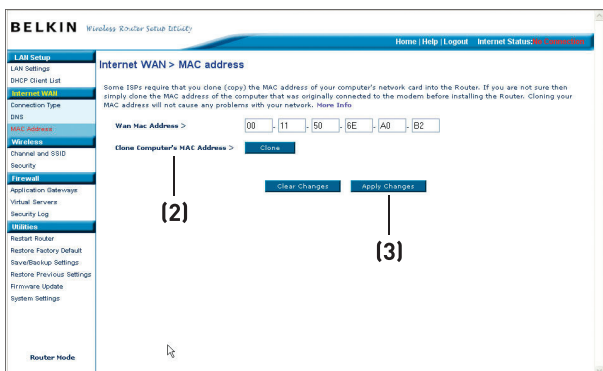 BELKIN Wireless Router Setup Utility
Home | Help | Logout Internet Status:
LAN Setup
LAN Settings
DHCP Client List
Internet WAN
Connection Type
DNS
MAC Address
Wireless
Channel and SSID
Security
Firewall
Application Gateways
Virtual Servers
Security Log
Utilities
Restart Router
Restore Factory Default
Save/Backup Settings
Restore Previous Settings
Firmware Update
System Settings
Router Mode
Internet WAN > MAC address
Some ISPs require that you clone (copy) the MAC address of your computer's network card into the Router. If you are not sure then
simply clone the MAC address of the computer that was originally connected to the modem before installing the Router. Cloning your
MAC address will not cause any problems with your network. More Info
Wan Mac Address > 00 - 11 - 50 - 6E - A0 - B2
Clone Computer's MAC Address > Clone
Clear Changes Apply Changes
(2)
(3)